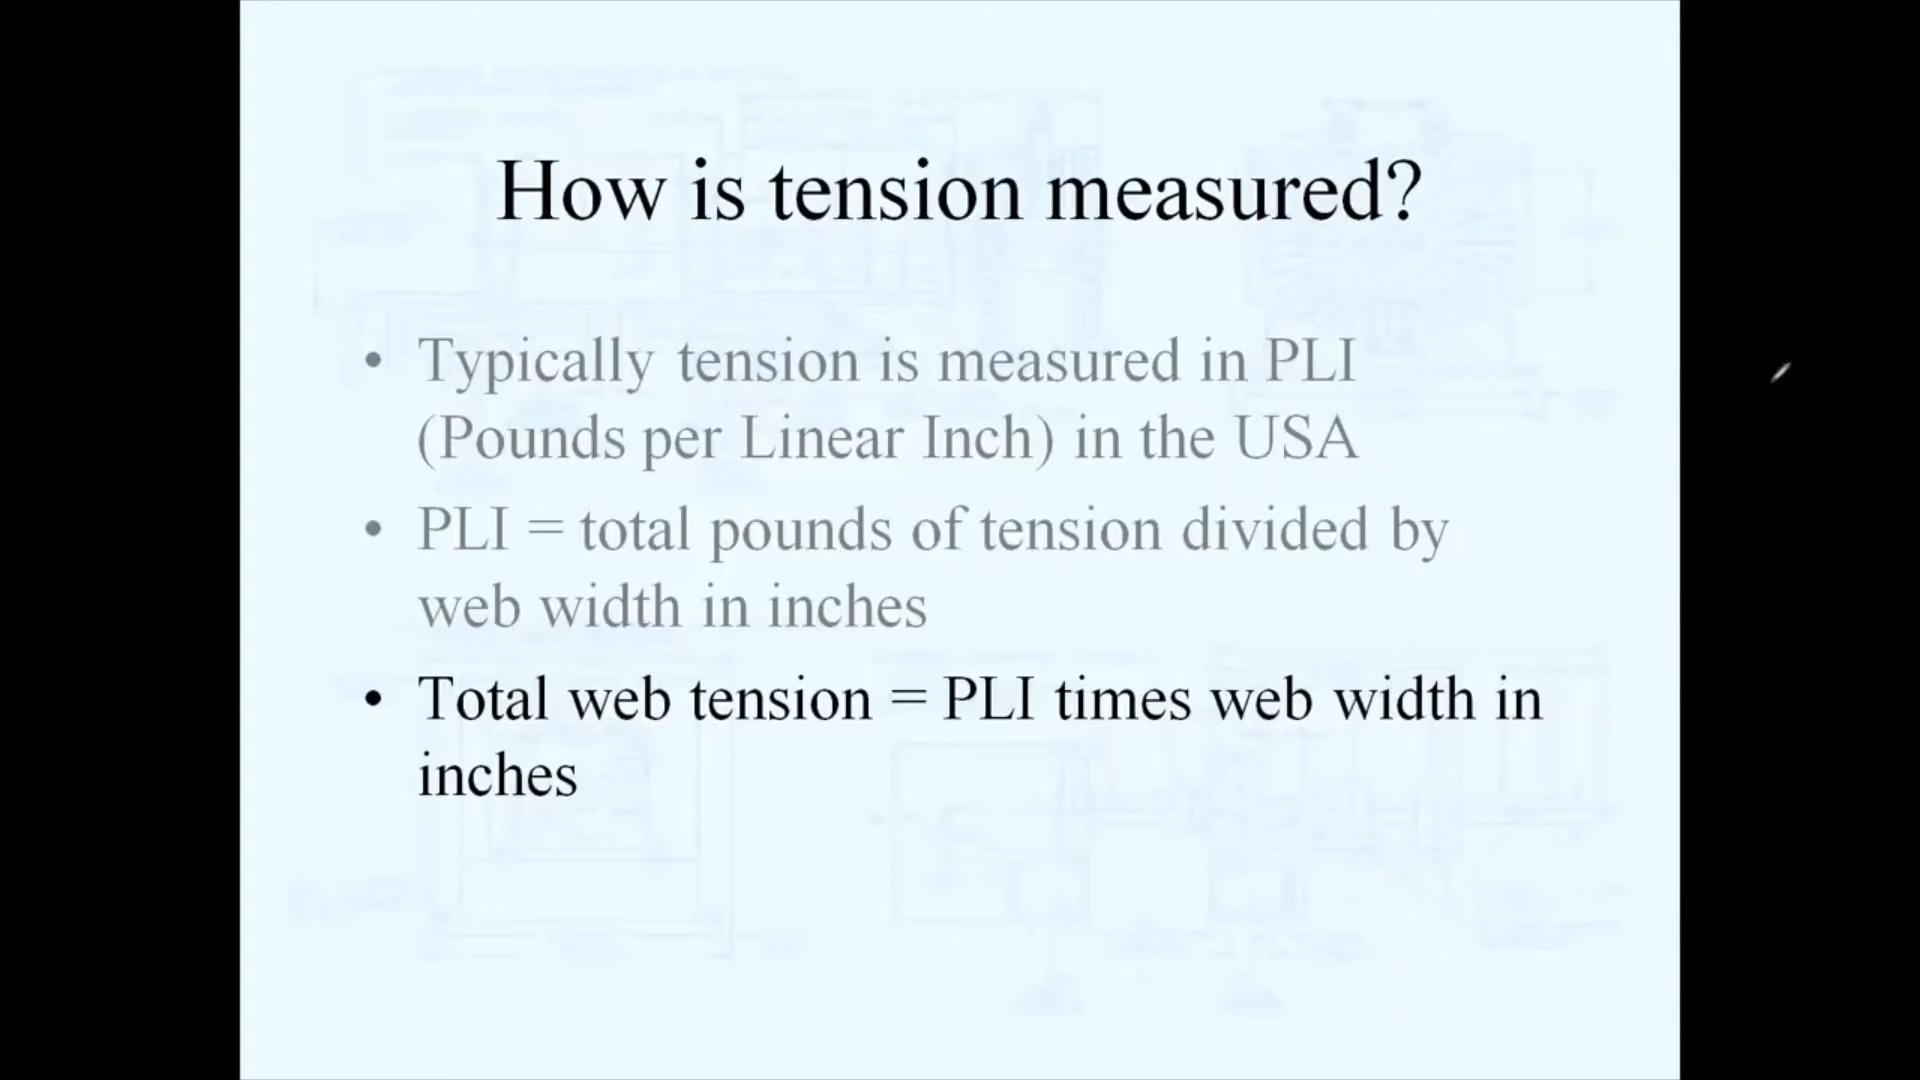 How is tension measured?
• Typically tension is measured in PLI
(Pounds per Linear Inch) in the USA
• PLI = total pounds of tension divided by
web width in inches
• Total web tension = PLI times web width in
inches